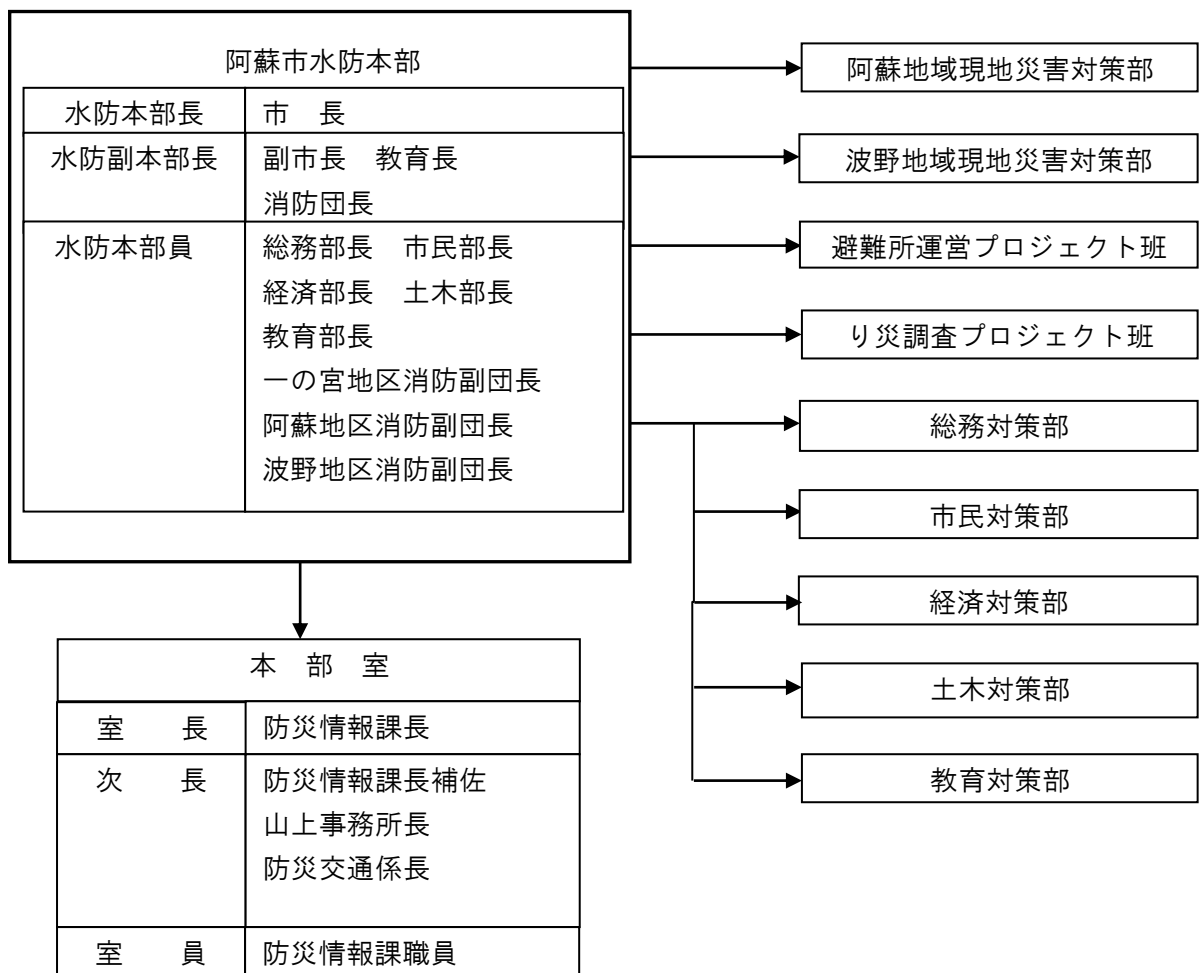 阿蘇市水防本部
水防本部長 市 長
水防副本部長 副市長 教育長
消防団長
水防本部員 総務部長 市民部長
経済部長 土木部長
教育部長
一の宮地区消防副団長
阿蘇地区消防副団長
波野地区消防副団長
阿蘇地域現地災害対策部
波野地域現地災害対策部
避難所運営プロジェクト班
り災調査プロジェクト班
総務対策部
市民対策部
経済対策部
土木対策部
教育対策部
本 部 室
室 長 防災情報課長
次 長 防災情報課長補佐
山上事務所長
防災交通係長
室 員 防災情報課職員